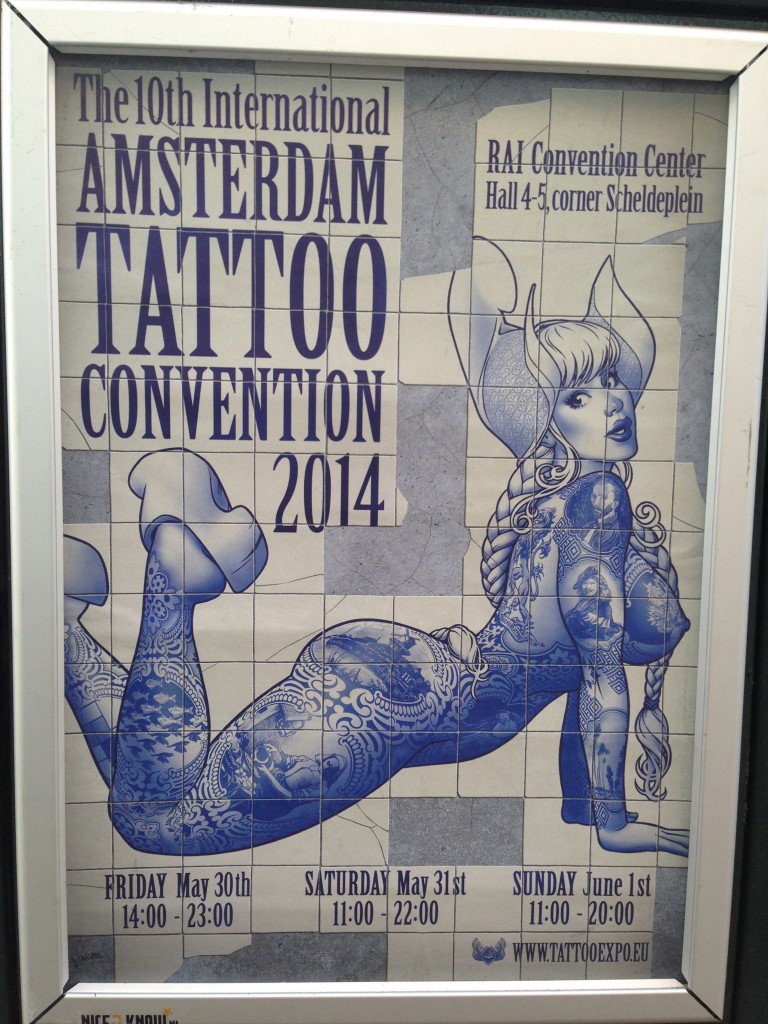 The 10th International
AMSTERDAM
TATTOO
CONVENTION
2014
RAI Convention Center
Hall 4-5, corner Scheldeplein
FRIDAY May 30th
14:00 - 23:00
SATURDAY May 31st
11:00 - 22:00
SUNDAY June 1st
11:00 - 20:00
WWW.TATTOOEXPO.EU